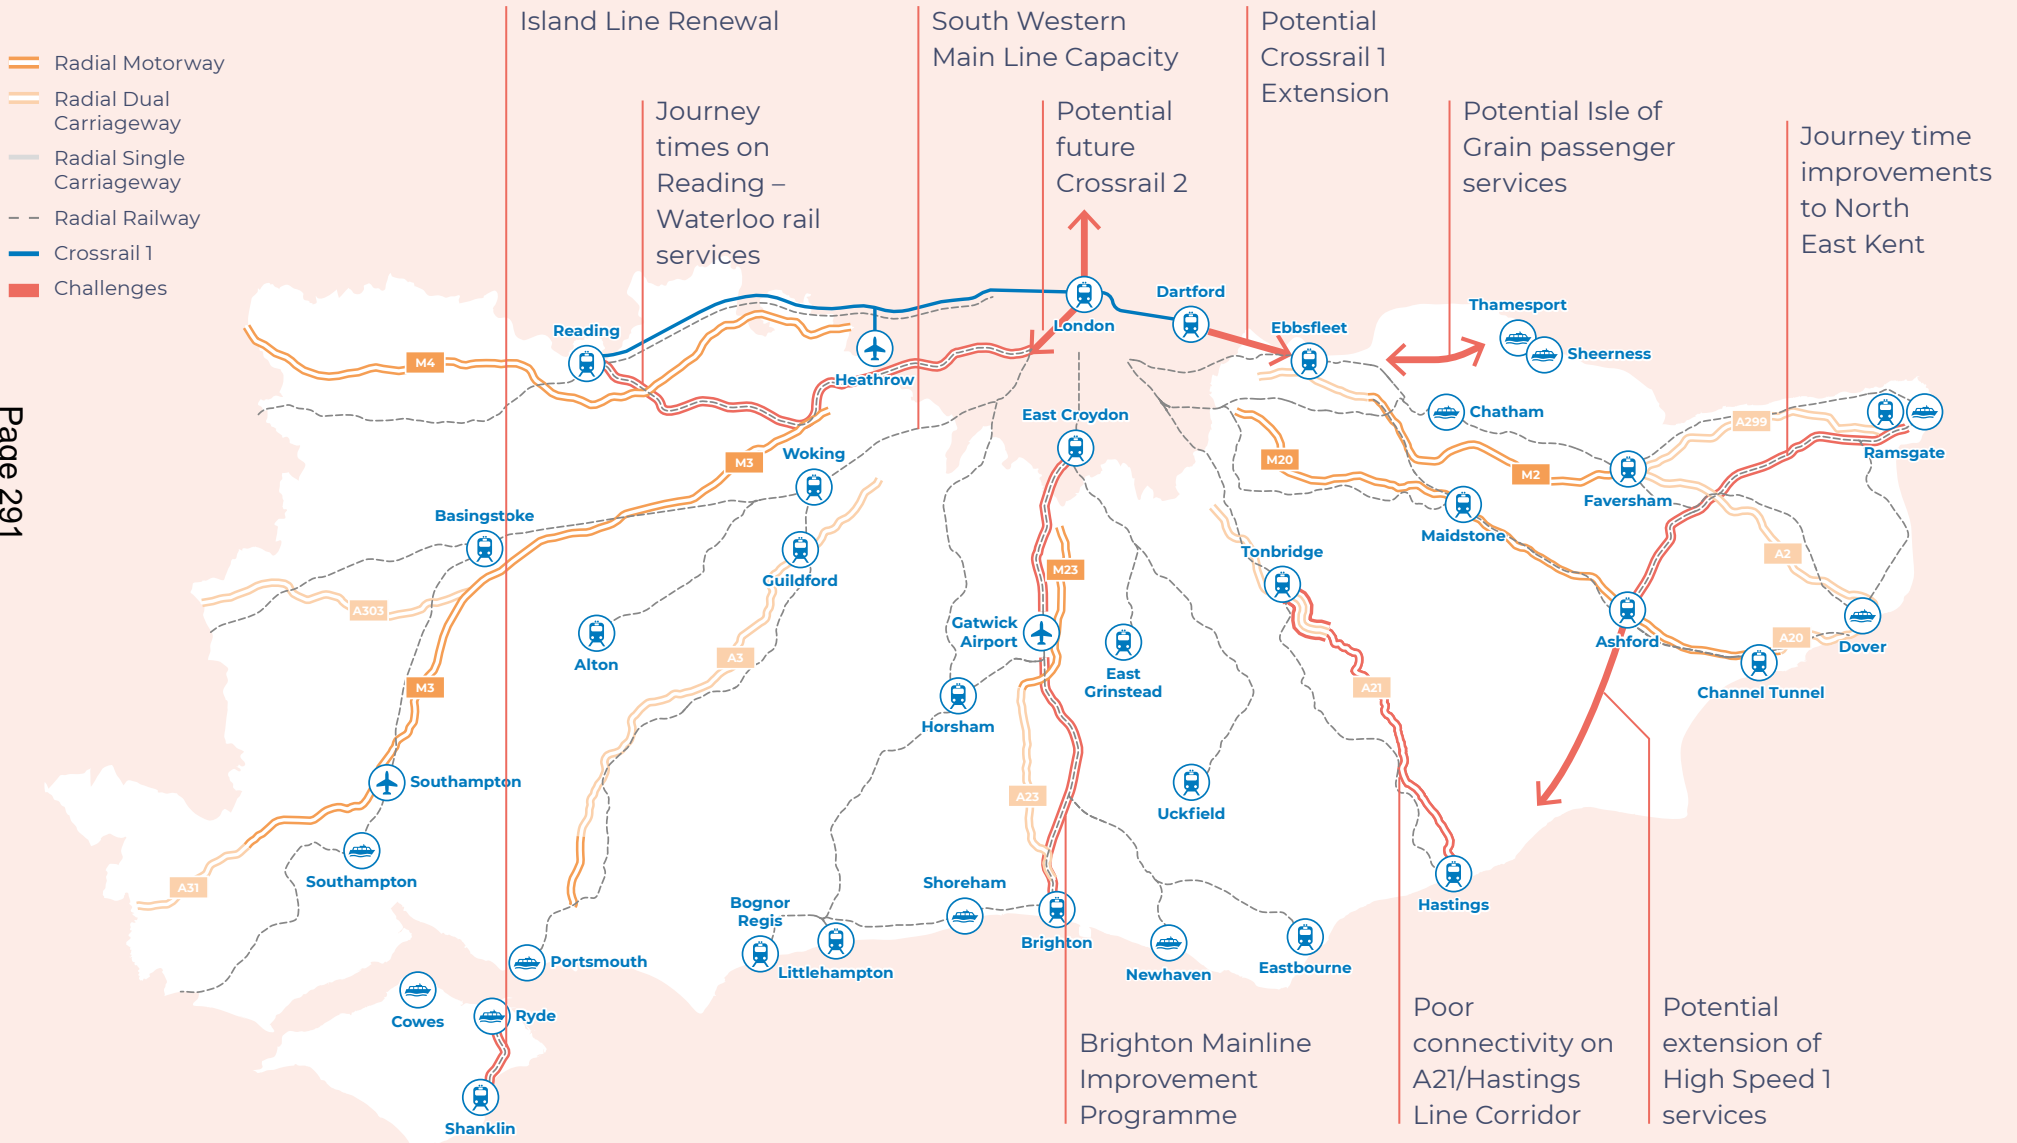 Island Line Renewal
South Western
Main Line Capacity
Potential
Crossrail 1
Extension
Radial Motorway
Radial Dual
Carriageway
Radial Single
Carriageway
Radial Railway
Crossrail 1
Challenges
Journey
times on
Reading –
Waterloo rail
services
Potential
future
Crossrail 2
Potential Isle of
Grain passenger
services
Journey time
improvements
to North
East Kent
Page 291
Dartford
Thamesport
London
Reading
Ebbsfleet
Sheerness
M4
Heathrow
East Croydon
Chatham
A299
Ramsgate
Woking
M3
M20
M2
Faversham
Basingstoke
Maidstone
Guildford
M23
Tonbridge
A2
A303
Gatwick
Airport
Ashford
A20
Dover
Alton
A3
East
Grinstead
M3
A21
Channel Tunnel
Horsham
Southampton
A23
Uckfield
Southampton
A31
Shoreham
Hastings
Bognor
Regis
Brighton
Portsmouth
Littlehampton
Newhaven
Eastbourne
Cowes
Ryde
Shanklin
Brighton Mainline
Improvement
Programme
Poor
connectivity on
A21/Hastings
Line Corridor
Potential
extension of
High Speed 1
services